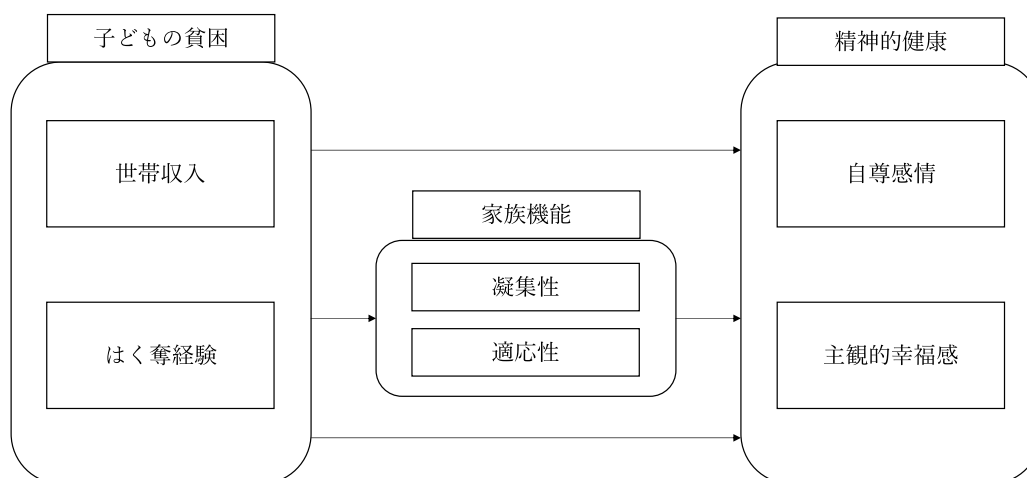 子どもの貧困
世帯収入
はく奪経験
家族機能
凝集性
適応性
精神的健康
自尊感情
主観的幸福感